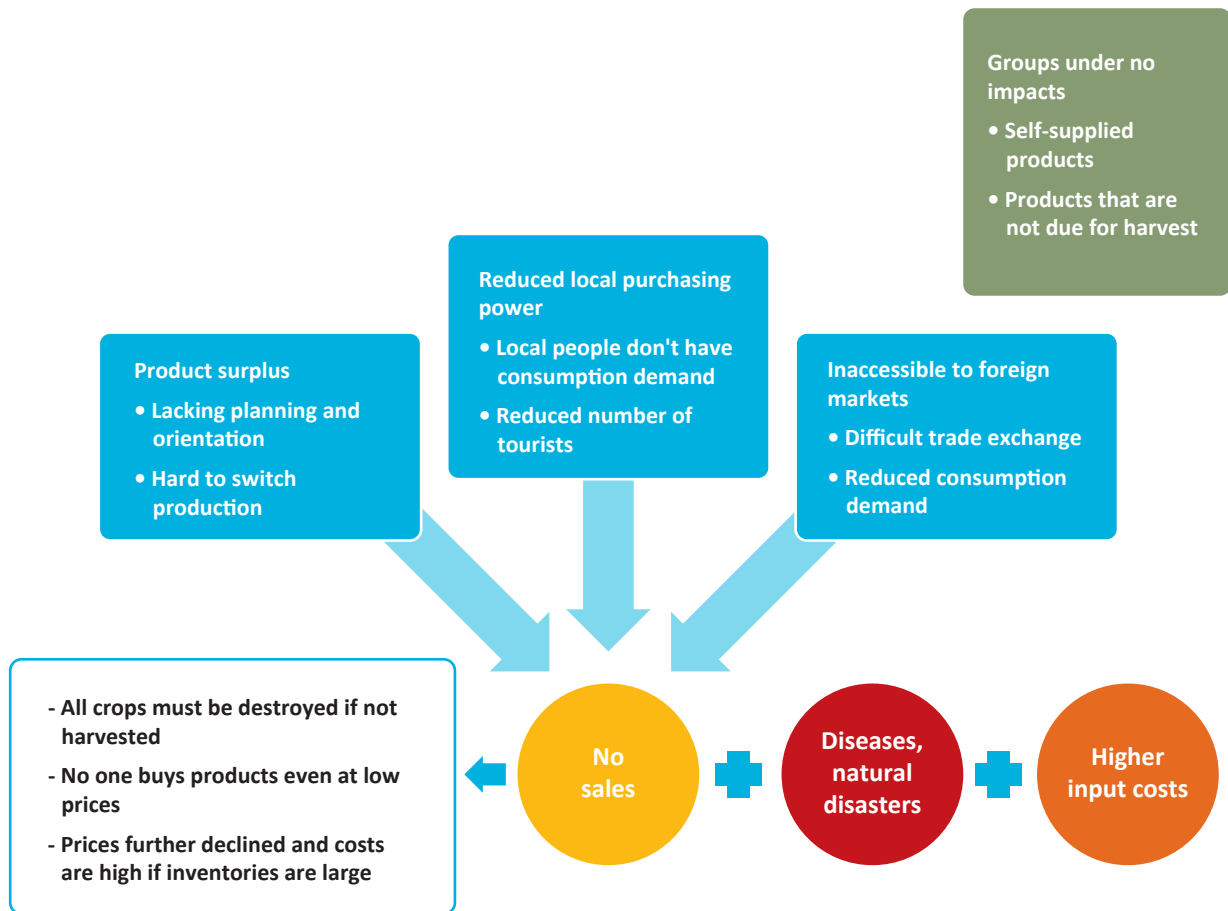 Groups under no
impacts
• Self-supplied
products
• Products that are
not due for harvest
Reduced local purchasing
power
• Local people don't have
consumption demand
• Reduced number of
tourists
Product surplus
• Lacking planning and
orientation
• Hard to switch
production
Inaccessible to foreign
markets
• Difficult trade exchange
• Reduced consumption
demand
- All crops must be destroyed if not
harvested
- No one buys products even at low
prices
- Prices further declined and costs
are high if inventories are large
No
sales
Diseases,
natural
disasters
Higher
input costs